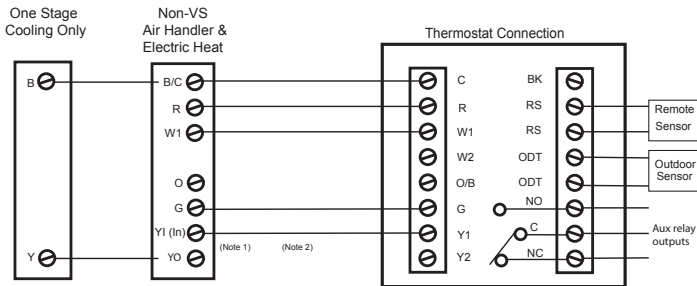 One Stage
Cooling Only
Non-VS
Air Handler &
Electric Heat
Thermostat Connection
B
B/C
C
BK
R
R
RS
Remote
Sensor
W1
W1
RS
W2
ODT
Outdoor
Sensor
O
O/B
ODT
G
G
NO
YI (In)
(Note 1)
(Note 2)
Y1
C
Aux relay
outputs
Y
YO
Y2
NC